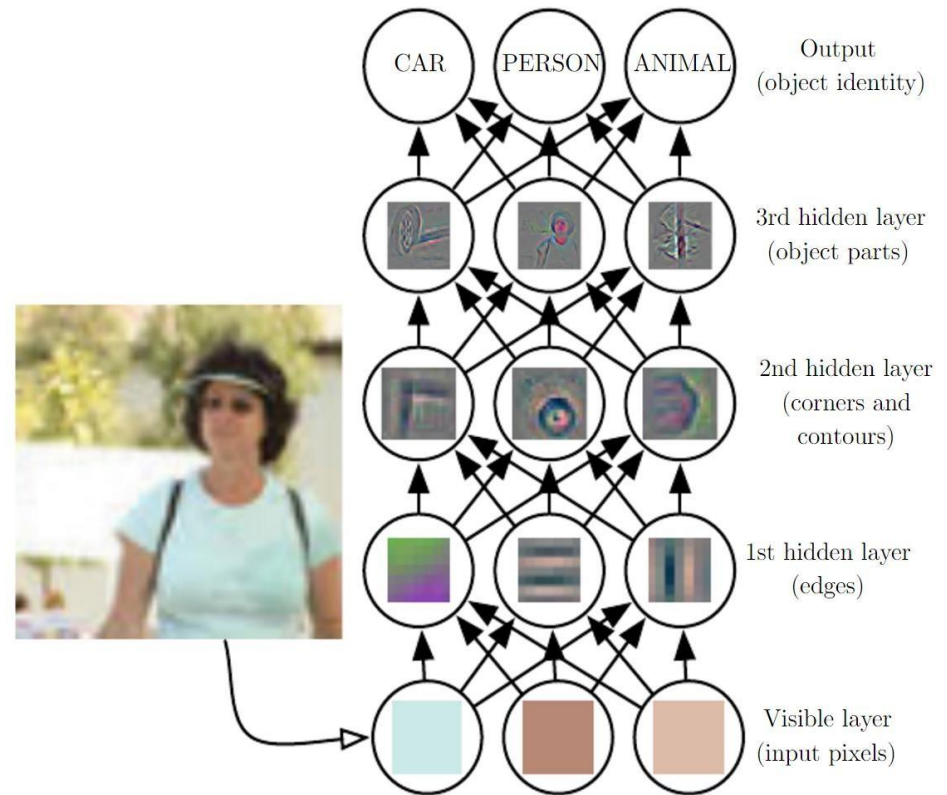 CAR
PERSON
ANIMAL
Output
(object identity)
3rd hidden layer
(object parts)
2nd hidden layer
(corners and
contours)
1st hidden layer
(edges)
Visible layer
(input pixels)